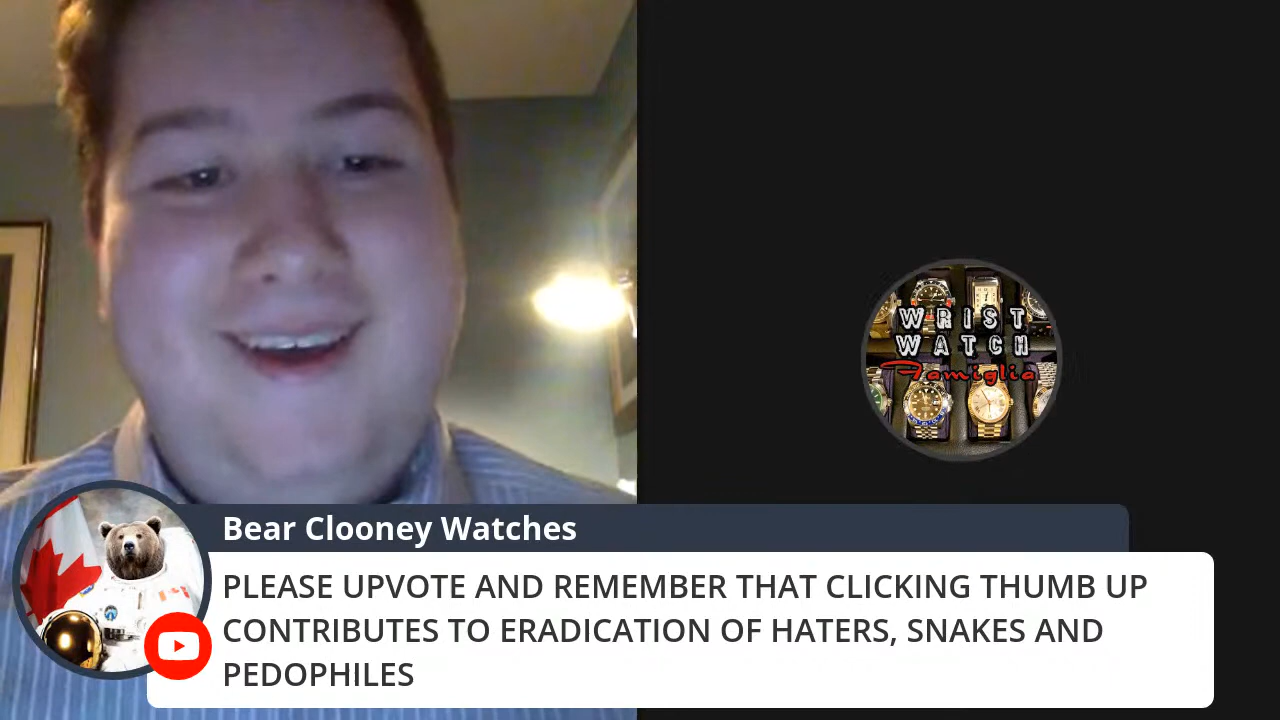 WRIST
WATCH
Famiglia
Bear Clooney Watches
PLEASE UPVOTE AND REMEMBER THAT CLICKING THUMB UP
CONTRIBUTES TO ERADICATION OF HATERS, SNAKES AND
PEDOPHILES